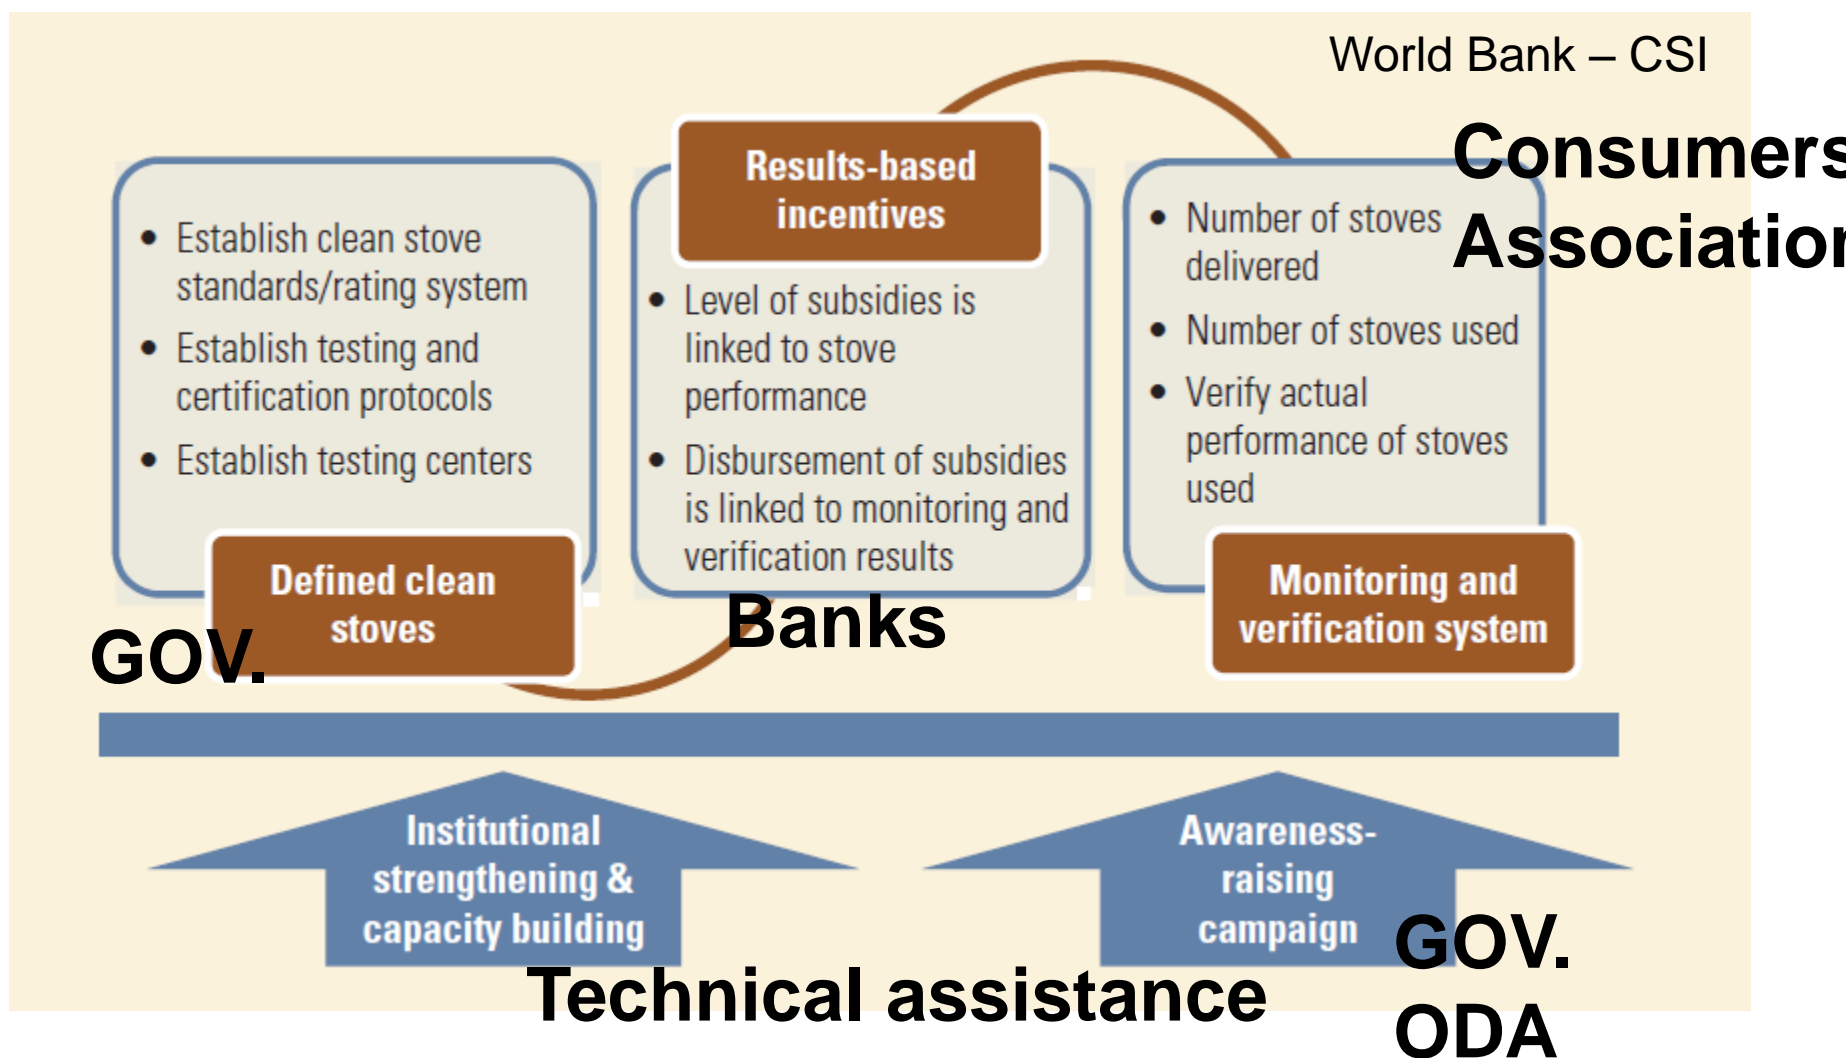 World Bank – CSI
Consumers
Association
• Establish clean stove
standards/rating system
• Establish testing and
certification protocols
• Establish testing centers
Defined clean
stoves
GOV.
Results-based
incentives
• Level of subsidies is
linked to stove
performance
• Disbursement of subsidies
is linked to monitoring and
verification results
Banks
• Number of stoves
delivered
• Number of stoves used
• Verify actual
performance of stoves
used
Monitoring and
verification system
Institutional
strengthening &
capacity building
Awareness-
raising
campaign
Technical assistance
GOV.
ODA